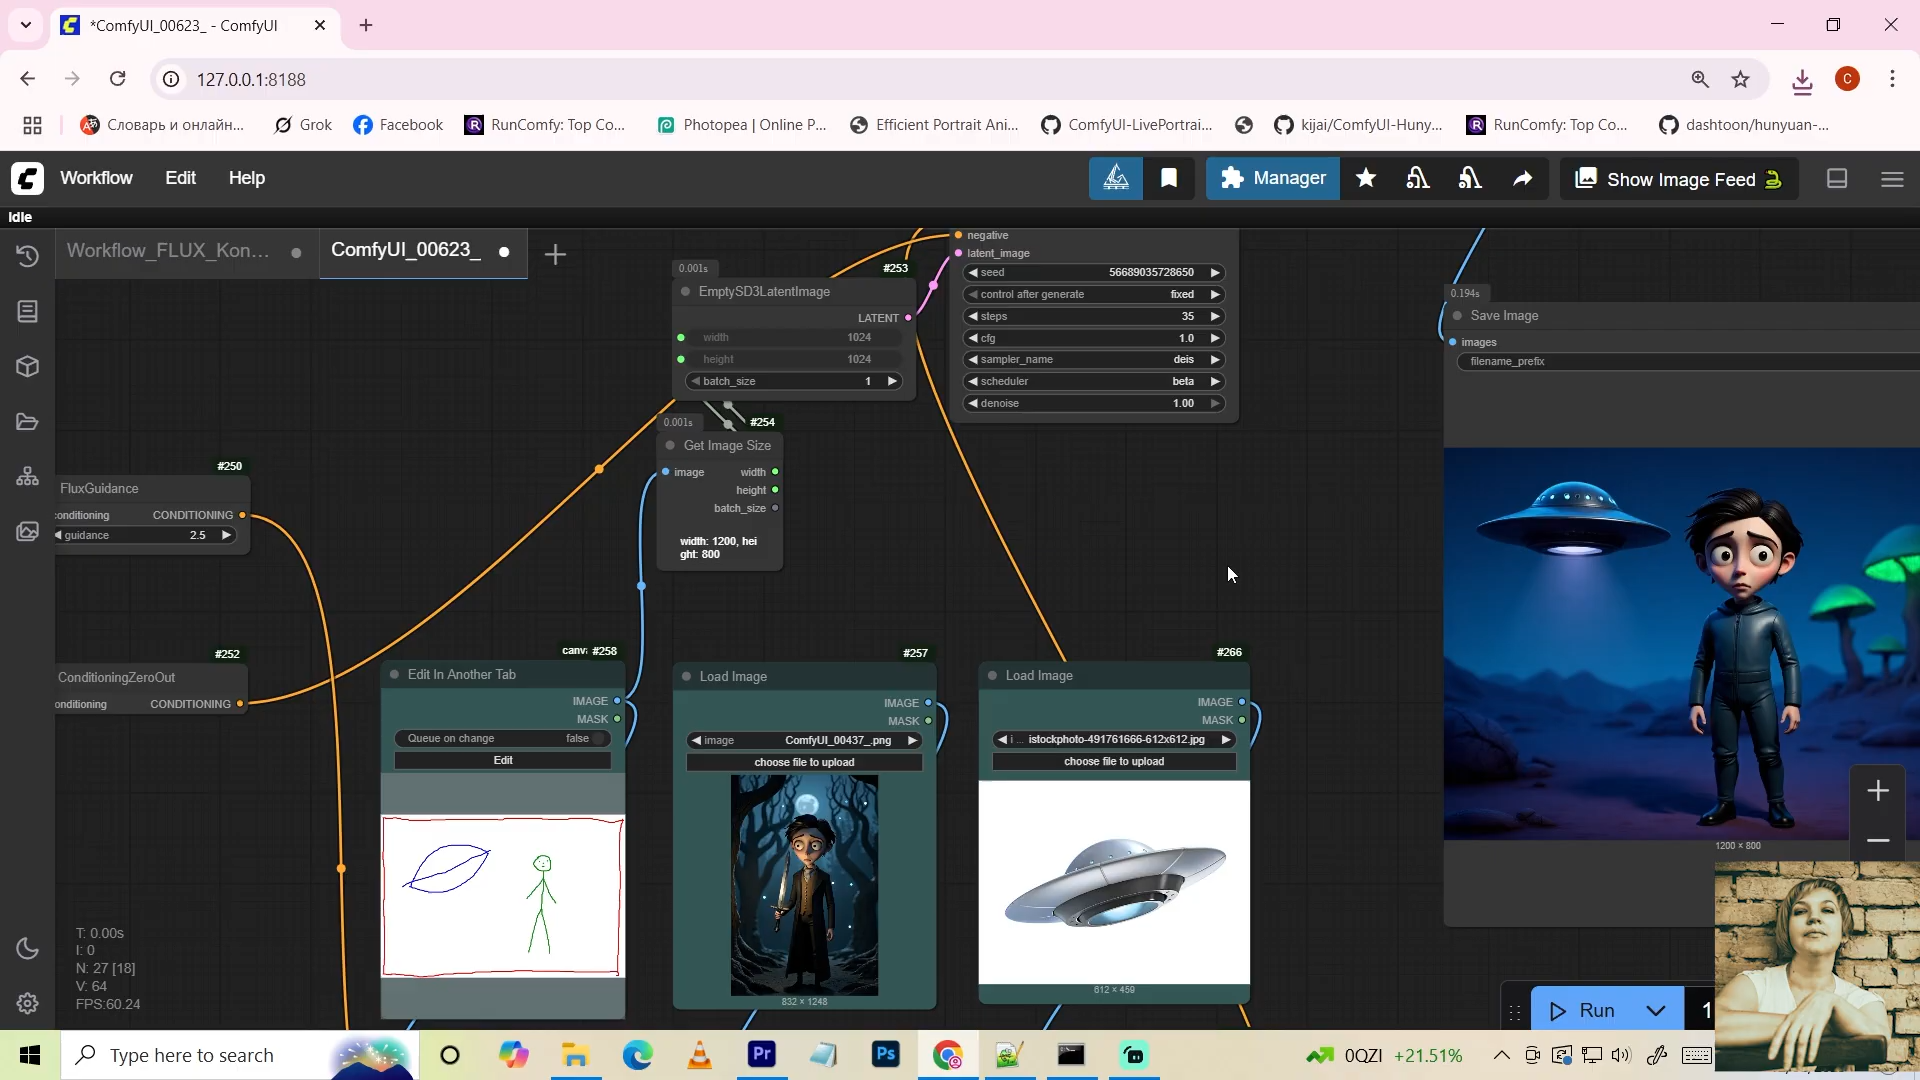 *ComfyUI_00623_ - ComfyUI
127.0.0.1:8188
C
Словарь и онлайн...
Grok
Facebook
RunComfy: Top Co...
Photopea | Online P...
Efficient Portrait Ani...
ComfyUI-LivePortrai...
kijai/ComfyUI-Huny...
RunComfy: Top Co...
dashtoon/hunyuan-...
Workflow
Edit
Help
Manager
Show Image Feed
Idle
Workflow_FLUX_Kon...
ComfyUI_00623_
negative
latent_image
seed 56689035728650
control after generate fixed
steps 35
cfg 1.0
sampler_name deis
scheduler beta
denoise 1.00
0.001s
#253
EmptySD3LatentImage
LATENT
width 1024
height 1024
batch_size 1
0.001s
#254
Get Image Size
image width
height
batch_size
width: 1200, hei
ght: 800
0.194s
Save Image
images
filename_prefix
1200 × 800
#250
FluxGuidance
conditioning CONDITIONING
guidance 2.5
#252
ConditioningZeroOut
onditioning CONDITIONING
canv #258
Edit In Another Tab
IMAGE
MASK
Queue on change false
Edit
#257
Load Image
IMAGE
MASK
image ComfyUI_00437_.png
choose file to upload
832 × 1248
#266
Load Image
IMAGE
MASK
i ... istockphoto-491761666-612x612.jpg
choose file to upload
612 × 459
T: 0.00s
I: 0
N: 27 [18]
V: 64
FPS:60.24
Run
1
Type here to search
Pr
Ps
0QZI +21.51%